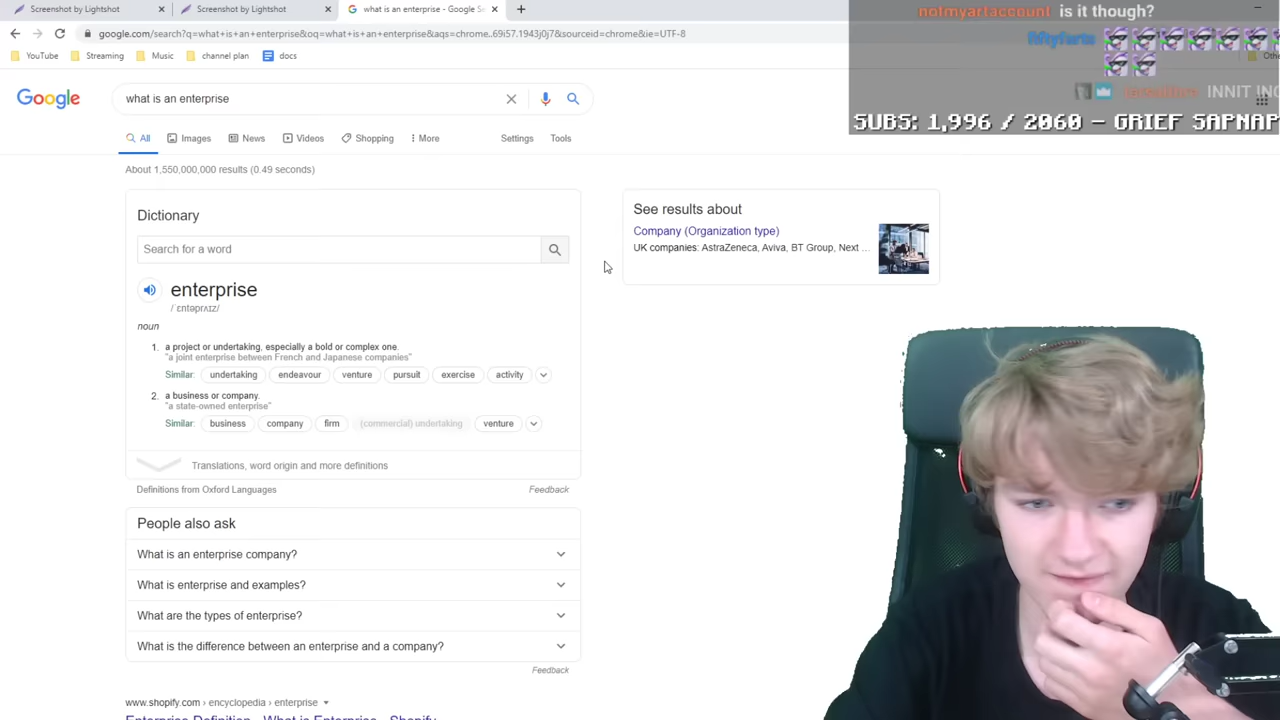 Screenshot by Lightshot
Screenshot by Lightshot
what is an enterprise - Google S
google.com/search?q=what+is+an+enterprise&oq=what+is+an+enterprise&aqs=chrome..69i57.1943j0j7&sourceid=chrome&ie=UTF-8
YouTube Streaming Music channel plan docs
notmyartaccount is it though?
INNIT
SUBS: 1,996 / 2060 - GRIEF SAPNAP
Google
what is an enterprise
All Images News Videos Shopping More Settings Tools
About 1,550,000,000 results (0.49 seconds)
Dictionary
Search for a word
enterprise
/ˈɛntəprʌɪz/
noun
1. a project or undertaking, especially a bold or complex one.
"a joint enterprise between French and Japanese companies"
Similar: undertaking endeavour venture pursuit exercise activity
2. a business or company.
"a state-owned enterprise"
Similar: business company firm (commercial) undertaking venture
Translations, word origin and more definitions
Definitions from Oxford Languages Feedback
See results about
Company (Organization type)
UK companies: AstraZeneca, Aviva, BT Group, Next ...
People also ask
What is an enterprise company?
What is enterprise and examples?
What are the types of enterprise?
What is the difference between an enterprise and a company?
Feedback
www.shopify.com › encyclopedia › enterprise
Enterprise Definition - What is Enterprise - Shopify